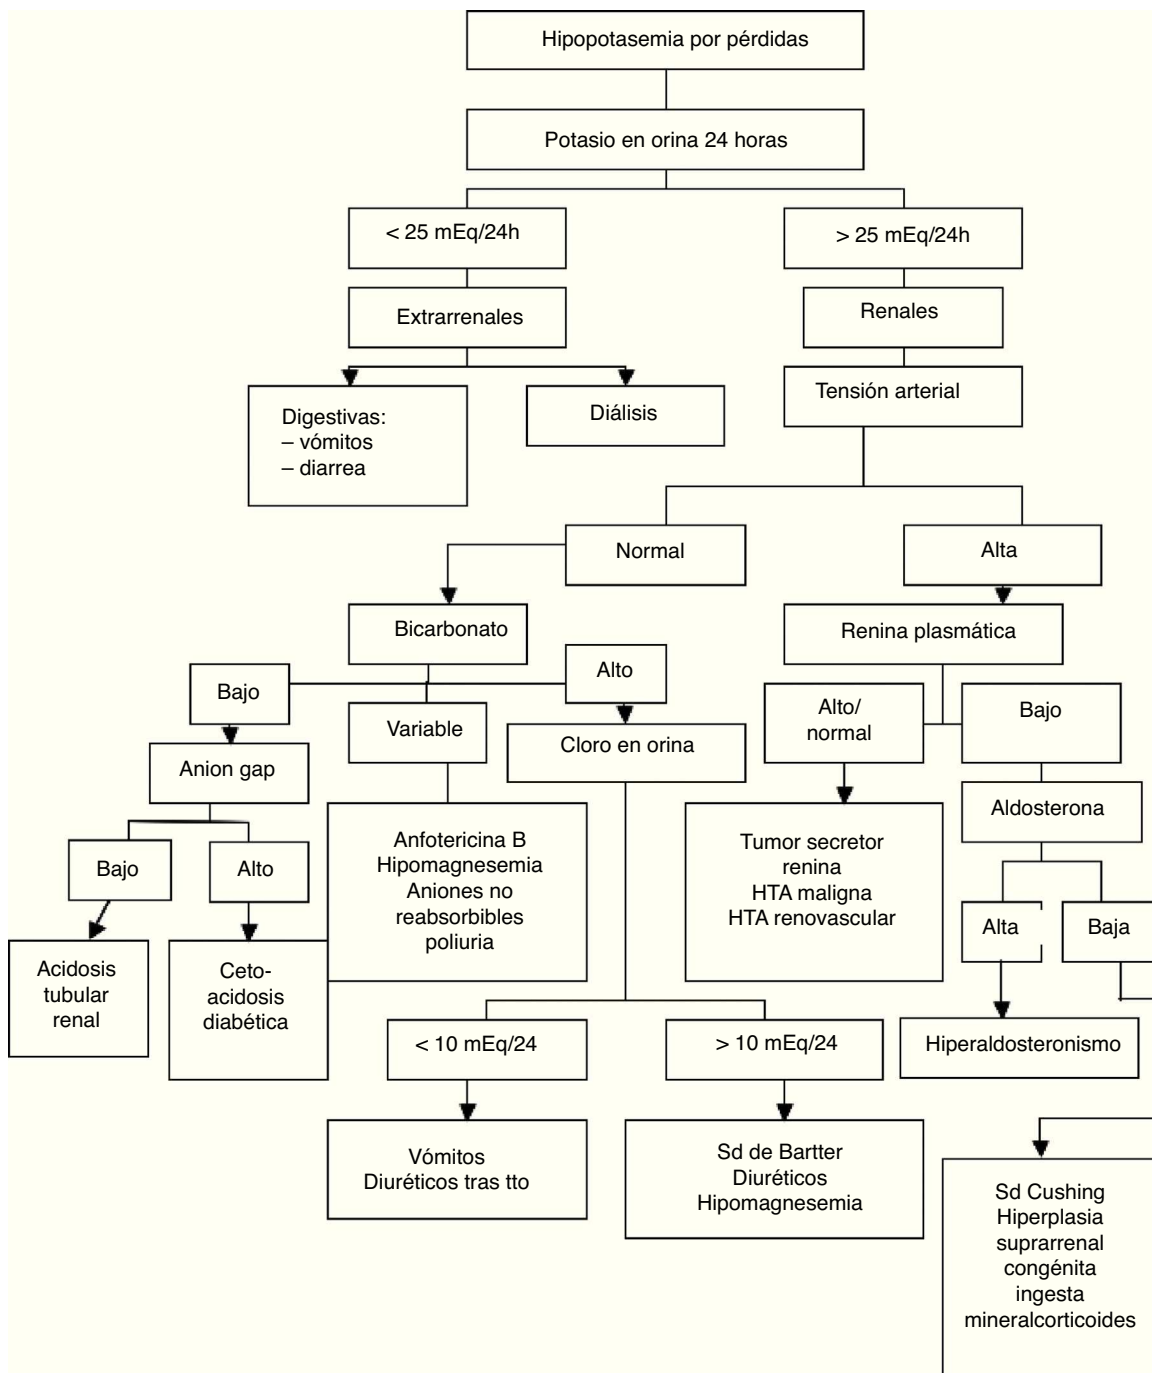 Hipopotasemia por pérdidas
Potasio en orina 24 horas
< 25 mEq/24h
> 25 mEq/24h
Extrarrenales
Renales
Digestivas:
– vómitos
– diarrea
Diálisis
Tensión arterial
Normal
Alta
Bicarbonato
Renina plasmática
Bajo
Variable
Alto
Alto/
normal
Bajo
Anion gap
Cloro en orina
Aldosterona
Bajo
Alto
Anfotericina B
Hipomagnesemia
Aniones no
reabsorbibles
poliuria
Tumor secretor
renina
HTA maligna
HTA renovascular
Alta
Baja
Acidosis
tubular
renal
Ceto-
acidosis
diabética
< 10 mEq/24
> 10 mEq/24
Hiperaldosteronismo
Vómitos
Diuréticos tras tto
Sd de Bartter
Diuréticos
Hipomagnesemia
Sd Cushing
Hiperplasia
suprarrenal
congénita
ingesta
mineralcorticoides